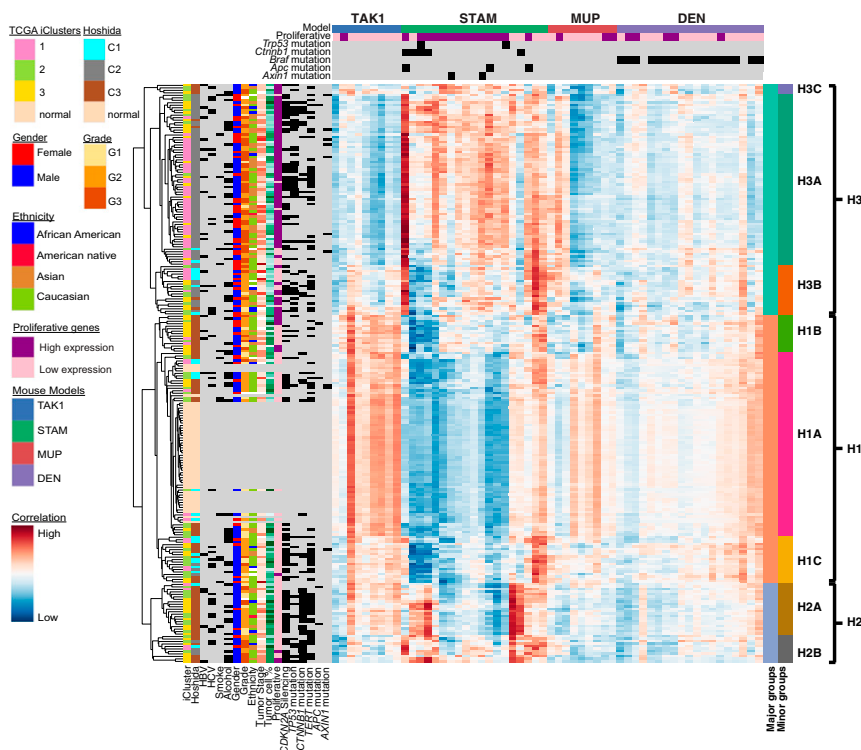 TAK1 STAM MUP DEN
Model
Proliferative
Trp53 mutation
Ctnnb1 mutation
Braf mutation
Apc mutation
Axin1 mutation
TCGA iClusters Hoshida
1 C1
2 C2
3 C3
normal normal
Gender Grade
Female G1
Male G2
G3
Ethnicity
African American
American native
Asian
Caucasian
Proliferative genes
High expression
Low expression
Mouse Models
TAK1
STAM
MUP
DEN
Correlation
High
Low
H3C
H3A
H3
H3B
H1B
H1A
H1
H1C
H2A
H2
H2B
iCluster
Hoshida
HBV
HCV
Smoke
Alcohol
Gender
Grade
Ethnicity
Tumor Stage
Tumor cell %
Proliferative
CDKN2A Silencing
TP53 mutation
CTNNB1 mutation
TERT mutation
APC mutation
AXIN1 mutation
Major groups
Minor groups